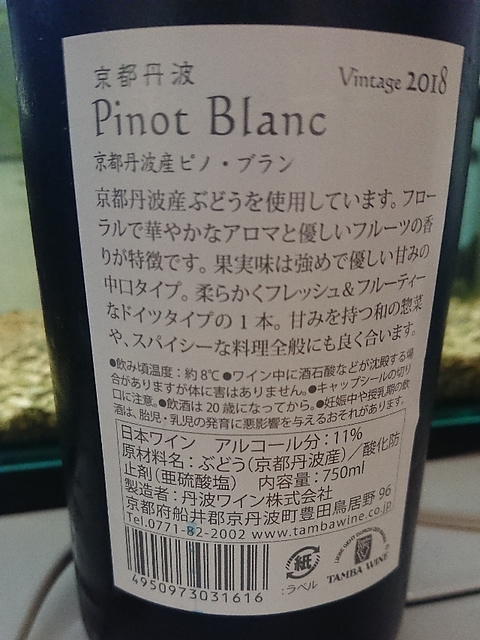 京都丹波
Vintage 2018
Pinot Blanc
京都丹波産ピノ・ブラン
京都丹波産ぶどうを使用しています。フロー
ラルで華やかなアロマと優しいフルーツの香
りが特徴です。果実味は強めで優しい甘みの
中口タイプ。柔らかくフレッシュ&フルーティー
なドイツタイプの1本。甘みを持つ和の惣菜
や、スパイシーな料理全般にも良く合います。
●飲み頃温度：約8℃●ワイン中に酒石酸などが沈殿する場
合がありますが体に害はありません。●キャップシールの切り
口に注意。●飲酒は20歳になってから。●妊娠中や授乳期の飲
酒は、胎児・乳児の発育に悪影響を与えるおそれがあります。
日本ワイン アルコール分：11%
原材料名：ぶどう(京都丹波産)／酸化防
止剤(亜硫酸塩) 内容量：750ml
製造者：丹波ワイン株式会社
京都府船井郡京丹波町豊田鳥居野96
Tel.0771-82-2002 www.tambawine.co.jp
4950973031616
紙
:ラベル
TAMBA WINE